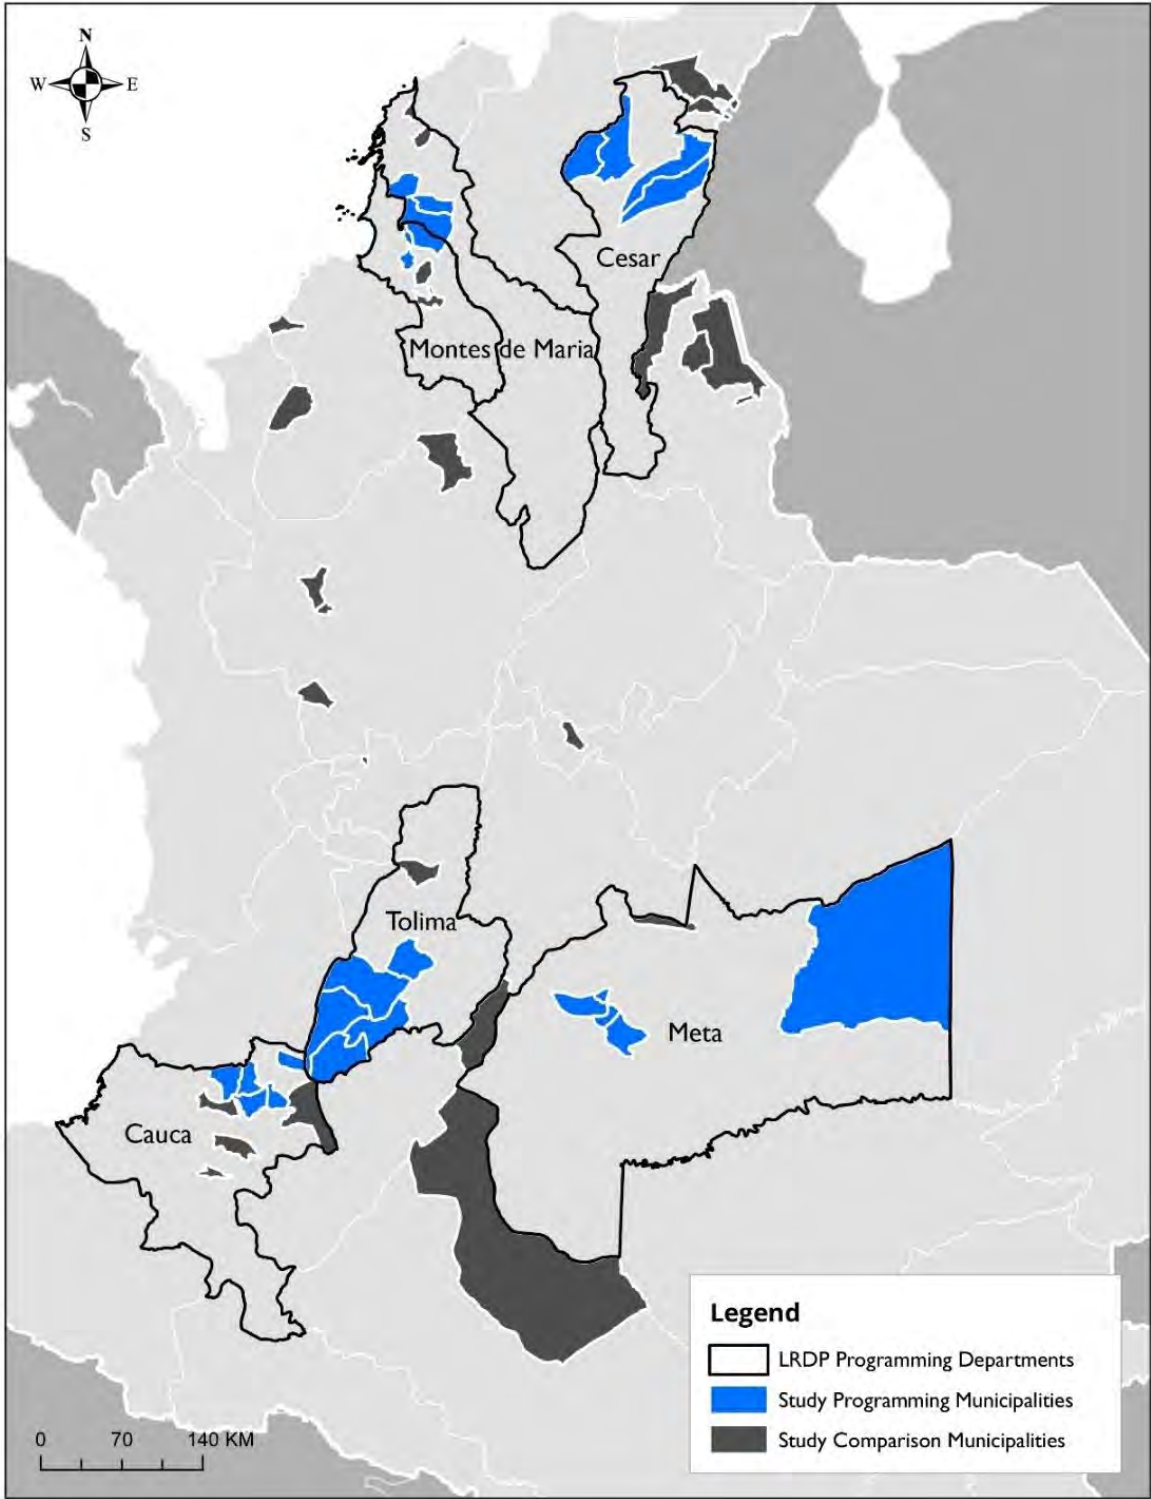 N
W E
S
Cesar
Montes de Maria
Tolima
Meta
Cauca
Legend
LRDP Programming Departments
Study Programming Municipalities
Study Comparison Municipalities
0 70 140 KM